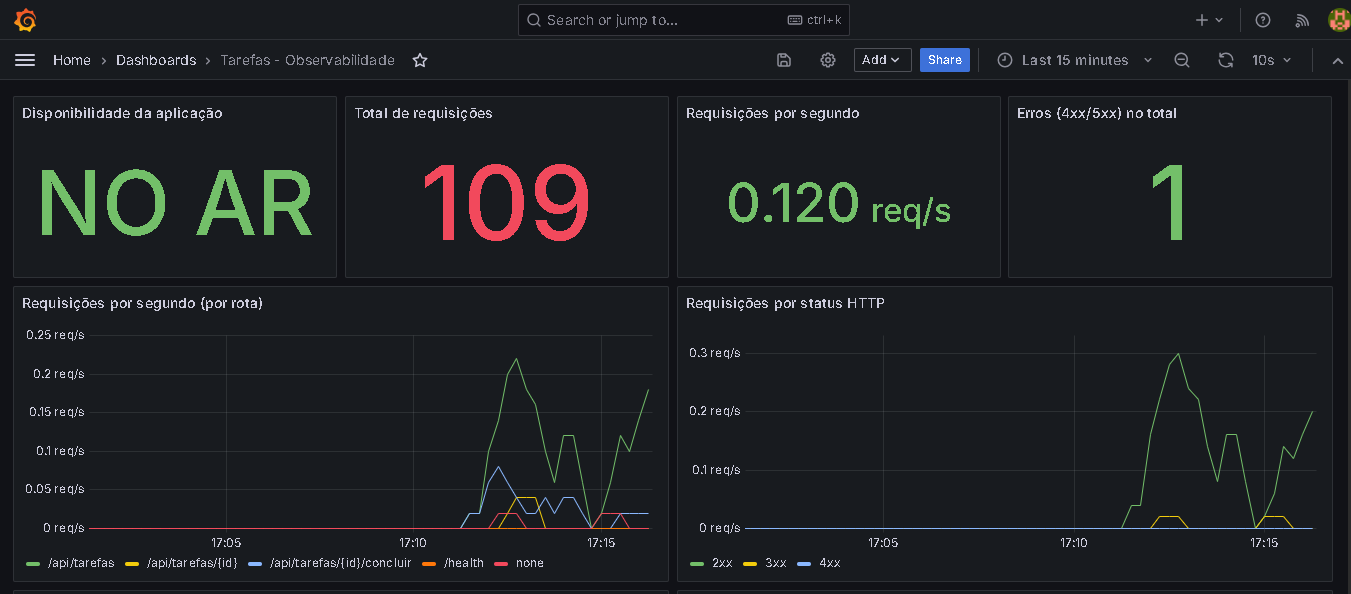 Search or jump to... ctrl+k
Home › Dashboards › Tarefas - Observabilidade Add Share Last 15 minutes 10s
Disponibilidade da aplicação
NO AR
Total de requisições
109
Requisições por segundo
0.120 req/s
Erros (4xx/5xx) no total
1
Requisições por segundo (por rota)
0.25 req/s
0.2 req/s
0.15 req/s
0.1 req/s
0.05 req/s
0 req/s
17:05 17:10 17:15
/api/tarefas /api/tarefas/{id} /api/tarefas/{id}/concluir /health none
Requisições por status HTTP
0.3 req/s
0.2 req/s
0.1 req/s
0 req/s
17:05 17:10 17:15
2xx 3xx 4xx